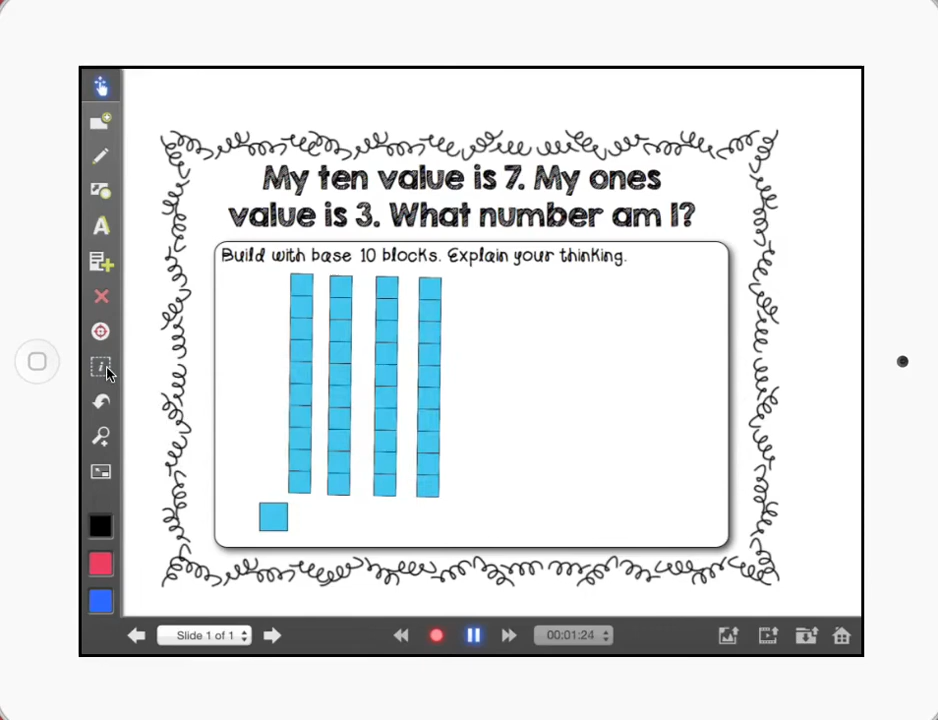 My ten value is 7. My ones
value is 3. What number am I?
Build with base 10 blocks. Explain your thinking.
A
i
Slide 1 of 1
00:01:24